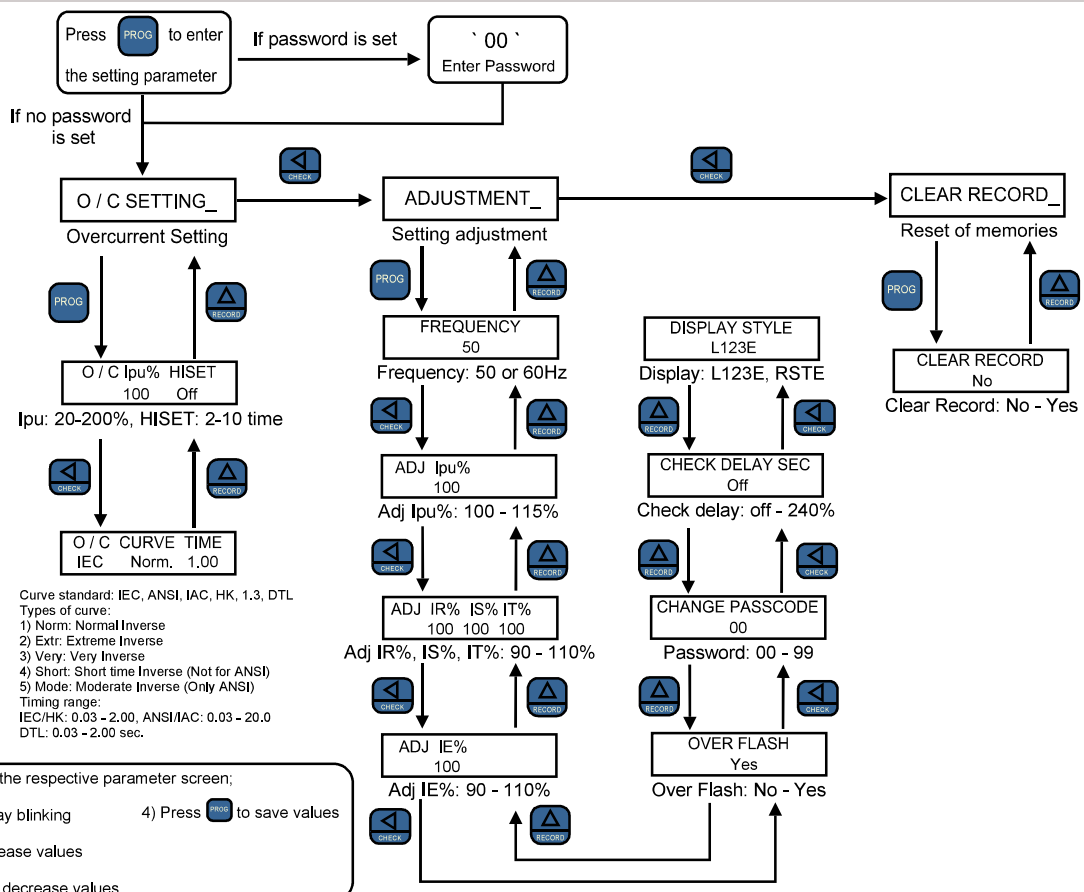 Press PROG to enter
the setting parameter
If password is set
` 00 `
Enter Password
If no password
is set
CHECK
CHECK
O / C SETTING_
Overcurrent Setting
ADJUSTMENT_
Setting adjustment
CLEAR RECORD_
Reset of memories
PROG
RECORD
PROG
RECORD
PROG
RECORD
O / C Ipu% HISET
100 Off
Ipu: 20-200%, HISET: 2-10 time
FREQUENCY
50
Frequency: 50 or 60Hz
DISPLAY STYLE
L123E
Display: L123E, RSTE
CLEAR RECORD
No
Clear Record: No - Yes
CHECK
RECORD
CHECK
RECORD
RECORD
CHECK
O / C CURVE TIME
IEC Norm. 1.00
ADJ Ipu%
100
Adj Ipu%: 100 - 115%
CHECK DELAY SEC
Off
Check delay: off - 240%
CHECK
RECORD
RECORD
CHECK
Curve standard: IEC, ANSI, IAC, HK, 1.3, DTL
Types of curve:
1) Norm: Normal Inverse
2) Extr: Extreme Inverse
3) Very: Very Inverse
4) Short: Short time Inverse (Not for ANSI)
5) Mode: Moderate Inverse (Only ANSI)
Timing range:
IEC/HK: 0.03 - 2.00, ANSI/IAC: 0.03 - 20.0
DTL: 0.03 - 2.00 sec.
ADJ IR% IS% IT%
100 100 100
Adj IR%, IS%, IT%: 90 - 110%
CHANGE PASSCODE
00
Password: 00 - 99
CHECK
RECORD
RECORD
CHECK
ADJ IE%
100
Adj IE%: 90 - 110%
OVER FLASH
Yes
Over Flash: No - Yes
CHECK
RECORD
the respective parameter screen;
ay blinking
4) Press PROG to save values
ease values
decrease values